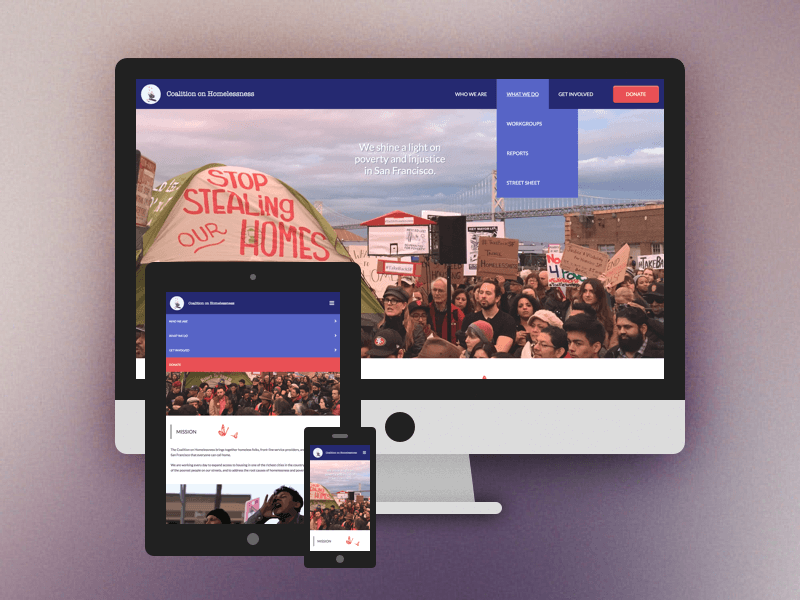 Coalition on Homelessness
WHO WE ARE
WHAT WE DO
GET INVOLVED
DONATE
WORKGROUPS
REPORTS
STREET SHEET
We shine a light on
poverty and injustice
in San Francisco.
STOP
STEALING
OUR HOMES
Coalition on Homelessness
WHO WE ARE
WHAT WE DO
GET INVOLVED
DONATE
MISSION
The Coalition on Homelessness brings together homeless folks, front-line service providers, and
San Francisco that everyone can call home.
We are working every day to expand access to housing in one of the richest cities in the country
of the poorest people on our streets, and to address the root causes of homelessness and
Coalition on Homelessness
MISSION